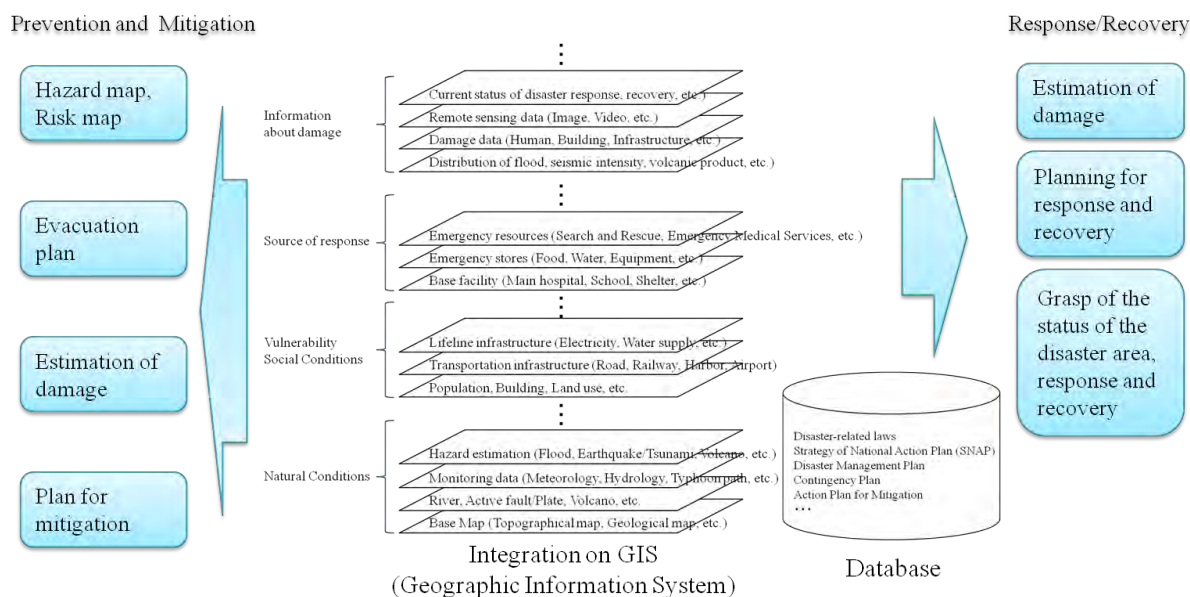 Prevention and Mitigation
Hazard map,
Risk map
Evacuation
plan
Estimation of
damage
Plan for
mitigation
Information
about damage
Current status of disaster response, recovery, etc.)
Remote sensing data (Image, Video, etc.)
Damage data (Human, Building, Infrastructure, etc.)
Distribution of flood, seismic intensity, volcanic product, etc.)
Source of response
Emergency resources (Search and Rescue, Emergency Medical Services, etc.)
Emergency stores (Food, Water, Equipment, etc.)
Base facility (Main hospital, School, Shelter, etc.)
Vulnerability
Social Conditions
Lifeline infrastructure (Electricity, Water supply, etc.)
Transportation infrastructure (Road, Railway, Harbor, Airport)
Population, Building, Land use, etc.
Natural Conditions
Hazard estimation (Flood, Earthquake/Tsunami, Volcano, etc.)
Monitoring data (Meteorology, Hydrology, Typhoon path, etc.)
River, Active fault/Plate, Volcano, etc.
Base Map (Topographical map, Geological map, etc.)
Integration on GIS
(Geographic Information System)
Disaster-related laws
Strategy of National Action Plan (SNAP)
Disaster Management Plan
Contingency Plan
Action Plan for Mitigation
…
Database
Response/Recovery
Estimation of
damage
Planning for
response and
recovery
Grasp of the
status of the
disaster area,
response and
recovery